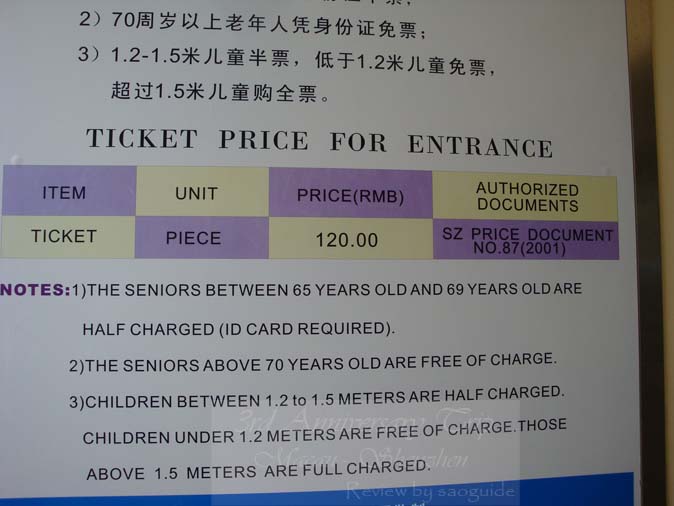 2）70周岁以上老年人凭身份证免票；
3）1.2-1.5米儿童半票，低于1.2米儿童免票，
超过1.5米儿童购全票。
TICKET PRICE FOR ENTRANCE
ITEM UNIT PRICE(RMB) AUTHORIZED DOCUMENTS
TICKET PIECE 120.00 SZ PRICE DOCUMENT NO.87(2001)
NOTES:1)THE SENIORS BETWEEN 65 YEARS OLD AND 69 YEARS OLD ARE
HALF CHARGED (ID CARD REQUIRED).
2)THE SENIORS ABOVE 70 YEARS OLD ARE FREE OF CHARGE.
3)CHILDREN BETWEEN 1.2 to 1.5 METERS ARE HALF CHARGED.
CHILDREN UNDER 1.2 METERS ARE FREE OF CHARGE.THOSE
ABOVE 1.5 METERS ARE FULL CHARGED.
3rd Anniversary Trip
Review by saoguide